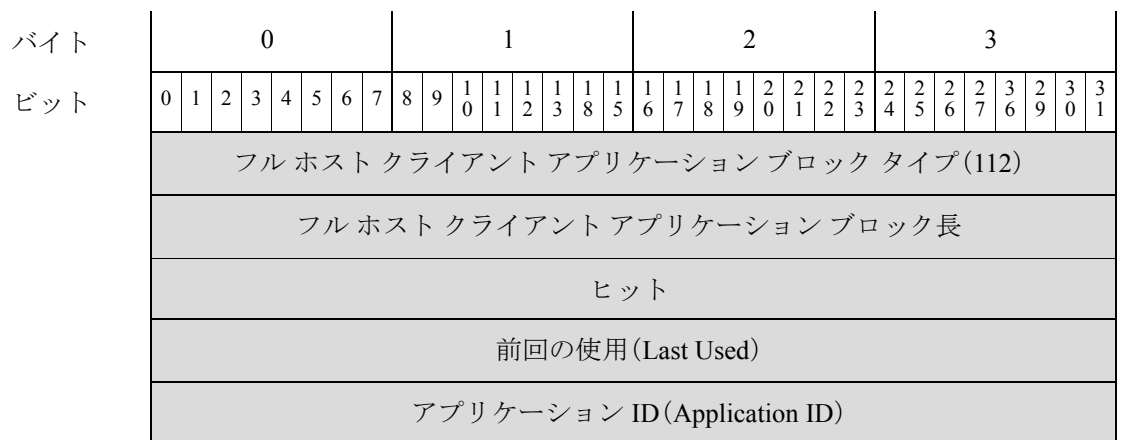 バイト 0 1 2 3
ビット 0 1 2 3 4 5 6 7 8 9 10 11 12 13 18 15 16 17 18 19 20 21 22 23 24 25 26 27 36 29 30 31
フル ホスト クライアント アプリケーション ブロック タイプ(112)
フル ホスト クライアント アプリケーション ブロック長
ヒット
前回の使用(Last Used)
アプリケーション ID(Application ID)